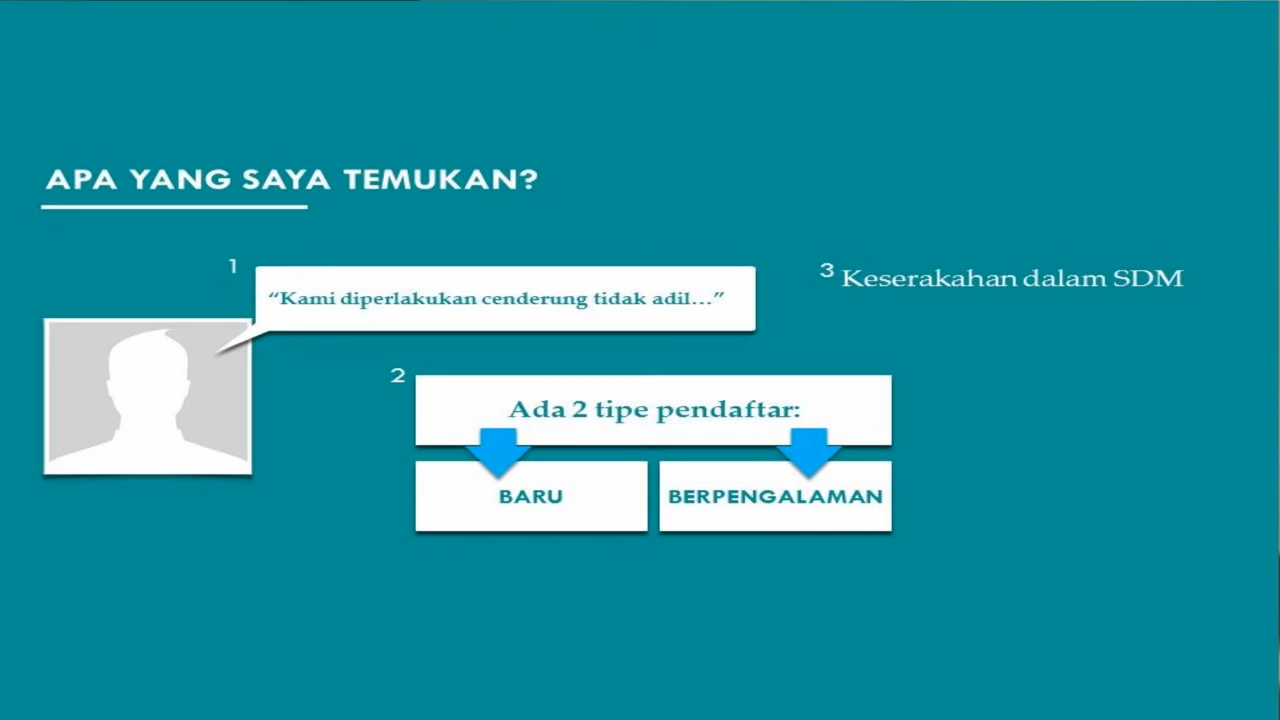 APA YANG SAYA TEMUKAN?
1
“Kami diperlakukan cenderung tidak adil...”
2
Ada 2 tipe pendaftar:
BARU
BERPENGALAMAN
3 Keserakahan dalam SDM